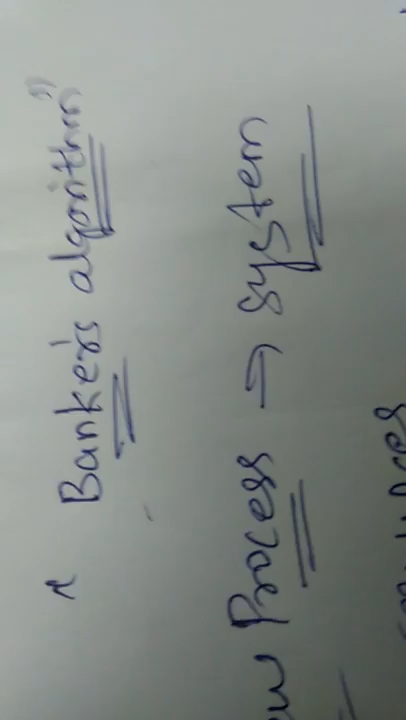 " Banker's algorithm"
Process → system